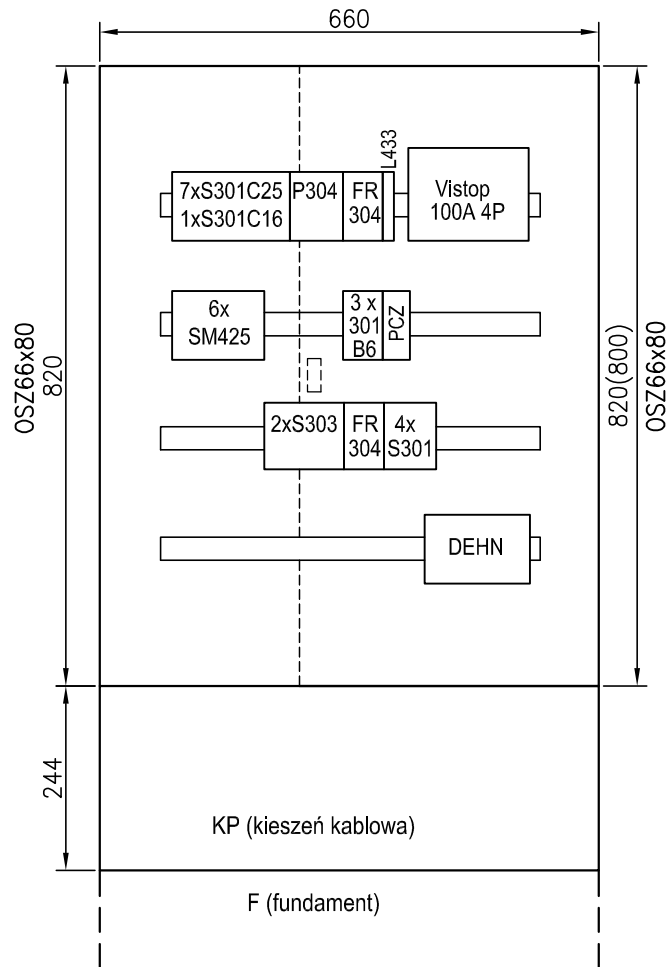 660
L433
7xS301C25
1xS301C16
P304
FR
304
Vistop
100A 4P
6x
SM425
3 x
301
B6
PCZ
OSZ66x80
820
820(800)
OSZ66x80
2xS303
FR
304
4x
S301
DEHN
244
KP (kieszeń kablowa)
F (fundament)